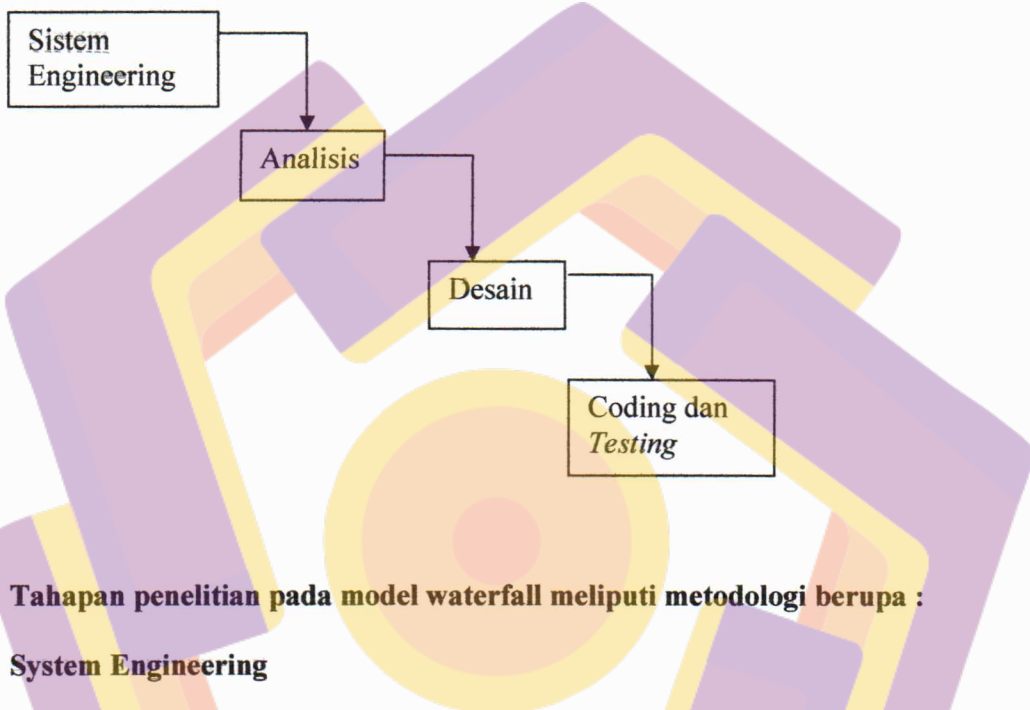 Sistem
Engineering
Analisis
Desain
Coding dan
Testing
Tahapan penelitian pada model waterfall meliputi metodologi berupa :
System Engineering